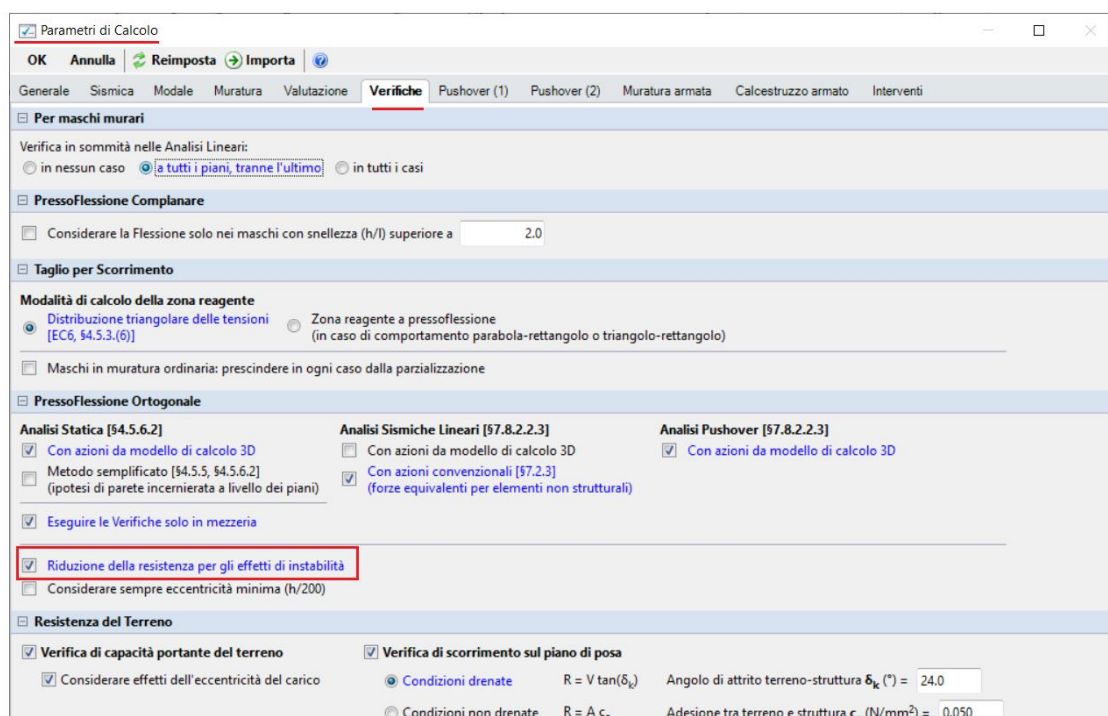 Parametri di Calcolo
OK Annulla Reimposta Importa
Generale Sismica Modale Muratura Valutazione Verifiche Pushover (1) Pushover (2) Muratura armata Calcestruzzo armato Interventi
Per maschi murari
Verifica in sommità nelle Analisi Lineari:
in nessun caso a tutti i piani, tranne l'ultimo in tutti i casi
PressoFlessione Complanare
Considerare la Flessione solo nei maschi con snellezza (h/l) superiore a 2.0
Taglio per Scorrimento
Modalità di calcolo della zona reagente
Distribuzione triangolare delle tensioni Zona reagente a pressoflessione
[EC6, §4.5.3.(6)] (in caso di comportamento parabola-rettangolo o triangolo-rettangolo)
Maschi in muratura ordinaria: prescindere in ogni caso dalla parzializzazione
PressoFlessione Ortogonale
Analisi Statica [§4.5.6.2] Analisi Sismiche Lineari [§7.8.2.2.3] Analisi Pushover [§7.8.2.2.3]
Con azioni da modello di calcolo 3D Con azioni da modello di calcolo 3D Con azioni da modello di calcolo 3D
Metodo semplificato [§4.5.5, §4.5.6.2] Con azioni convenzionali [§7.2.3]
(ipotesi di parete incernierata a livello dei piani) (forze equivalenti per elementi non strutturali)
Eseguire le Verifiche solo in mezzeria
Riduzione della resistenza per gli effetti di instabilità
Considerare sempre eccentricità minima (h/200)
Resistenza del Terreno
Verifica di capacità portante del terreno Verifica di scorrimento sul piano di posa
Considerare effetti dell'eccentricità del carico Condizioni drenate R = V tan(δk) Angolo di attrito terreno-struttura δk (°) = 24.0
Condizioni non drenate R = A c Adesione tra terreno e struttura c (N/mm²) = 0.050